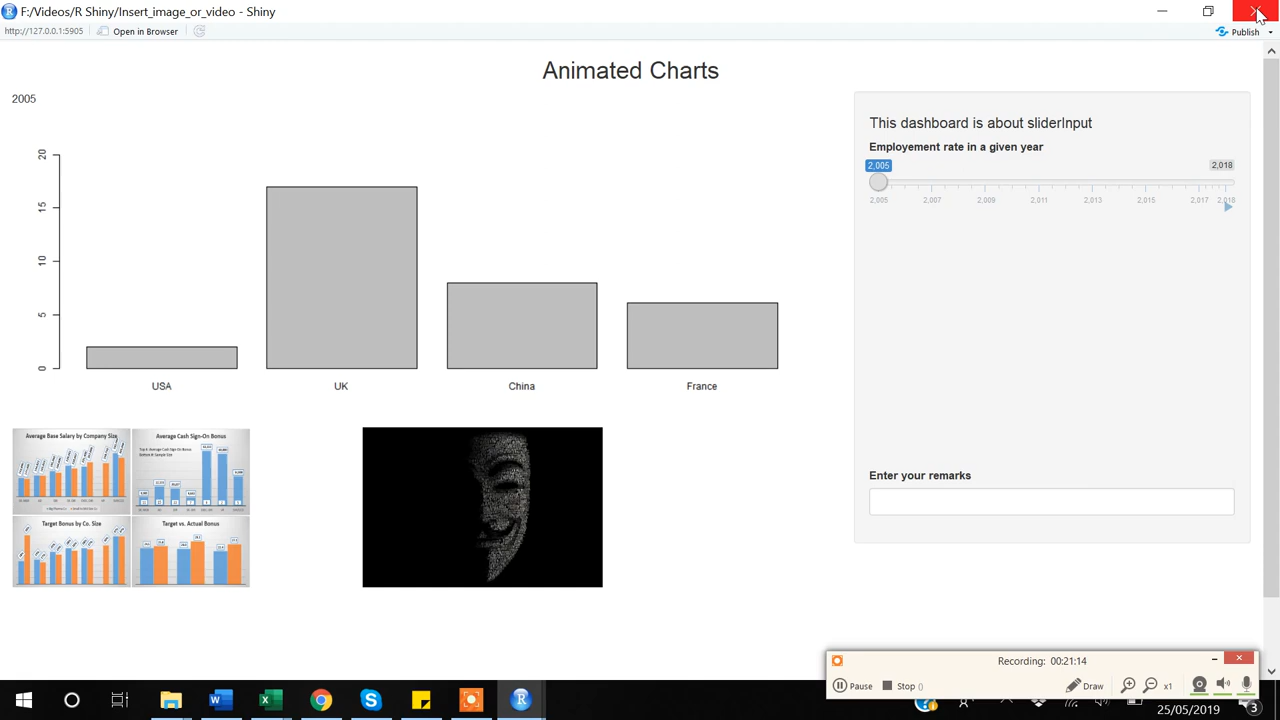 F:/Videos/R Shiny/Insert_image_or_video - Shiny
http://127.0.0.1:5905
Open in Browser
Publish
Animated Charts
2005
20
15
10
5
0
USA
UK
China
France
This dashboard is about sliderInput
Employement rate in a given year
2,005
2,018
2,005
2,007
2,009
2,011
2,013
2,015
2,017
2,018
Average Base Salary by Company Size
Average Cash Sign-On Bonus
Target Bonus by Co. Size
Target vs. Actual Bonus
Enter your remarks
Recording: 00:21:14
Pause
Stop ()
Draw
x1
25/05/2019
3